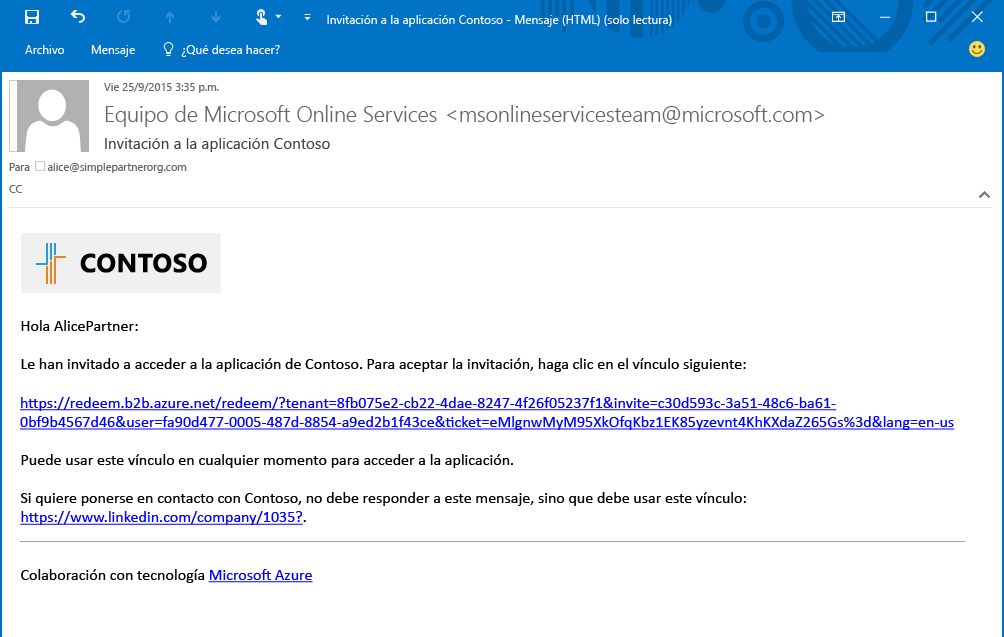 Invitación a la aplicación Contoso - Mensaje (HTML) (solo lectura)
Archivo Mensaje ¿Qué desea hacer?
Vie 25/9/2015 3:35 p.m.
Equipo de Microsoft Online Services <msonlineservicesteam@microsoft.com>
Invitación a la aplicación Contoso
Para alice@simplepartnerorg.com
CC
CONTOSO
Hola AlicePartner:
Le han invitado a acceder a la aplicación de Contoso. Para aceptar la invitación, haga clic en el vínculo siguiente:
https://redeem.b2b.azure.net/redeem/?tenant=8fb075e2-cb22-4dae-8247-4f26f05237f1&invite=c30d593c-3a51-48c6-ba61-
0bf9b4567d46&user=fa90d477-0005-487d-8854-a9ed2b1f43ce&ticket=eMlgnwMyM95XkOfqKbz1EK85yzevnt4KhKXdaZ265Gs%3d&lang=en-us
Puede usar este vínculo en cualquier momento para acceder a la aplicación.
Si quiere ponerse en contacto con Contoso, no debe responder a este mensaje, sino que debe usar este vínculo:
https://www.linkedin.com/company/1035?.
Colaboración con tecnología Microsoft Azure